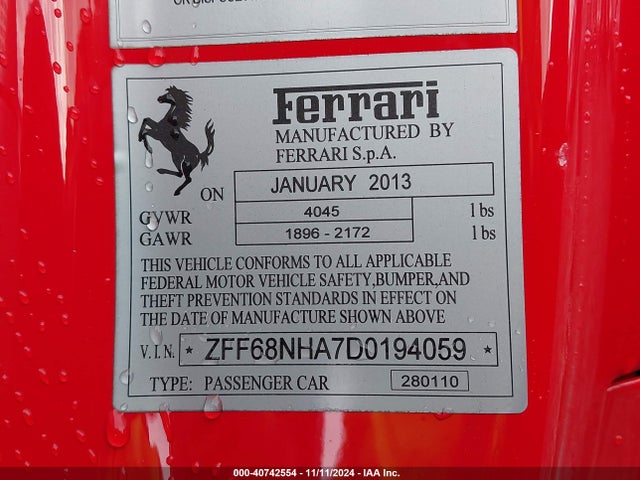 Ferrari
MANUFACTURED BY
FERRARI S.p.A.
ON JANUARY 2013
GVWR 4045 lbs
GAWR 1896 - 2172 lbs
THIS VEHICLE CONFORMS TO ALL APPLICABLE
FEDERAL MOTOR VEHICLE SAFETY,BUMPER,AND
THEFT PREVENTION STANDARDS IN EFFECT ON
THE DATE OF MANUFACTURE SHOWN ABOVE
V.I.N. * ZFF68NHA7D0194059 *
TYPE: PASSENGER CAR 280110
000-40742554 - 11/11/2024 - IAA Inc.